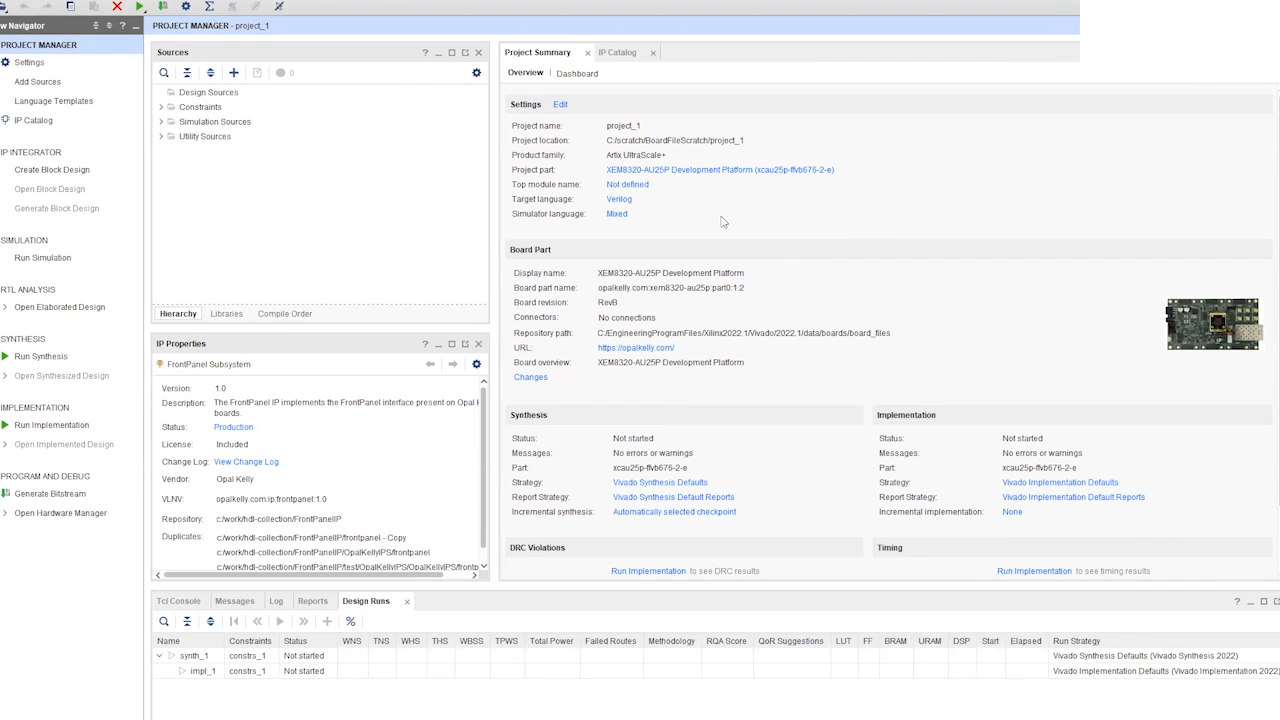 w Navigator
PROJECT MANAGER - project_1
PROJECT MANAGER
Settings
Add Sources
Language Templates
IP Catalog
IP INTEGRATOR
Create Block Design
Open Block Design
Generate Block Design
SIMULATION
Run Simulation
RTL ANALYSIS
Open Elaborated Design
SYNTHESIS
Run Synthesis
Open Synthesized Design
IMPLEMENTATION
Run Implementation
Open Implemented Design
PROGRAM AND DEBUG
Generate Bitstream
Open Hardware Manager
Sources
0
Design Sources
Constraints
Simulation Sources
Utility Sources
Hierarchy Libraries Compile Order
IP Properties
FrontPanel Subsystem
Version: 1.0
Description: The FrontPanel IP implements the FrontPanel interface present on Opal K
boards.
Status: Production
License: Included
Change Log: View Change Log
Vendor: Opal Kelly
VLNV: opalkelly.com:ip:frontpanel:1.0
Repository: c:/work/hdl-collection/FrontPanelIP
Duplicates: c:/work/hdl-collection/FrontPanelIP/frontpanel - Copy
c:/work/hdl-collection/FrontPanelIP/OpalKellyIPS/frontpanel
c:/work/hdl-collection/FrontPanelIP/test/OpalKellyIPS/OpalKellyIPS/frontp
Project Summary IP Catalog
Overview | Dashboard
Settings Edit
Project name: project_1
Project location: C:/scratch/BoardFileScratch/project_1
Product family: Artix UltraScale+
Project part: XEM8320-AU25P Development Platform (xcau25p-ffvb676-2-e)
Top module name: Not defined
Target language: Verilog
Simulator language: Mixed
Board Part
Display name: XEM8320-AU25P Development Platform
Board part name: opalkelly.com:xem8320-au25p:part0:1.2
Board revision: RevB
Connectors: No connections
Repository path: C:/EngineeringProgramFiles/Xilinx2022.1/Vivado/2022.1/data/boards/board_files
URL: https://opalkelly.com/
Board overview: XEM8320-AU25P Development Platform
Changes
Synthesis
Status: Not started
Messages: No errors or warnings
Part: xcau25p-ffvb676-2-e
Strategy: Vivado Synthesis Defaults
Report Strategy: Vivado Synthesis Default Reports
Incremental synthesis: Automatically selected checkpoint
Implementation
Status: Not started
Messages: No errors or warnings
Part: xcau25p-ffvb676-2-e
Strategy: Vivado Implementation Defaults
Report Strategy: Vivado Implementation Default Reports
Incremental implementation: None
DRC Violations
Run Implementation to see DRC results
Timing
Run Implementation to see timing results
Tcl Console Messages Log Reports Design Runs
Name Constraints Status WNS TNS WHS THS WBSS TPWS Total Power Failed Routes Methodology RQA Score QoR Suggestions LUT FF BRAM URAM DSP Start Elapsed Run Strategy
synth_1 constrs_1 Not started Vivado Synthesis Defaults (Vivado Synthesis 2022)
impl_1 constrs_1 Not started Vivado Implementation Defaults (Vivado Implementation 2022)